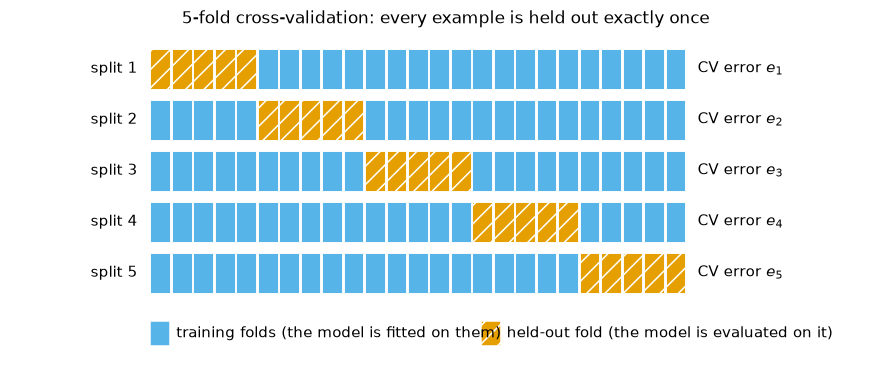 5-fold cross-validation: every example is held out exactly once
split 1 CV error e₁
split 2 CV error e₂
split 3 CV error e₃
split 4 CV error e₄
split 5 CV error e₅
training folds (the model is fitted on them) held-out fold (the model is evaluated on it)